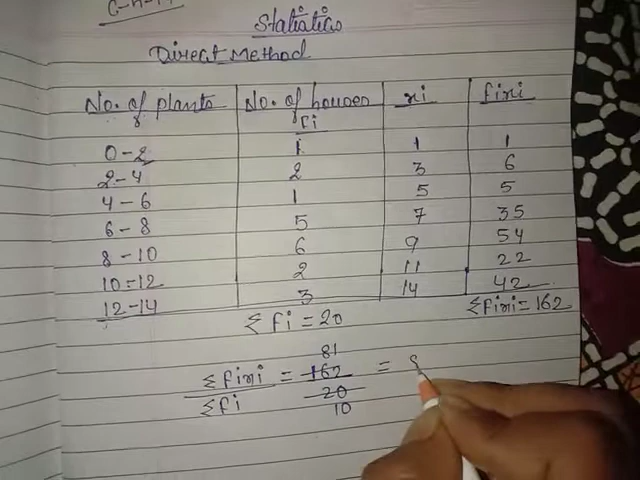 Statistics
Direct Method
No. of plants No. of houses xi fixi
fi
0-2 1 1 1
2-4 2 3 6
4-6 1 5 5
6-8 5 7 35
8-10 6 9 54
10-12 2 11 22
12-14 3 14 42
Σfi = 20 Σfixi = 162
81
Σfixi = 162 =
Σfi 20
10